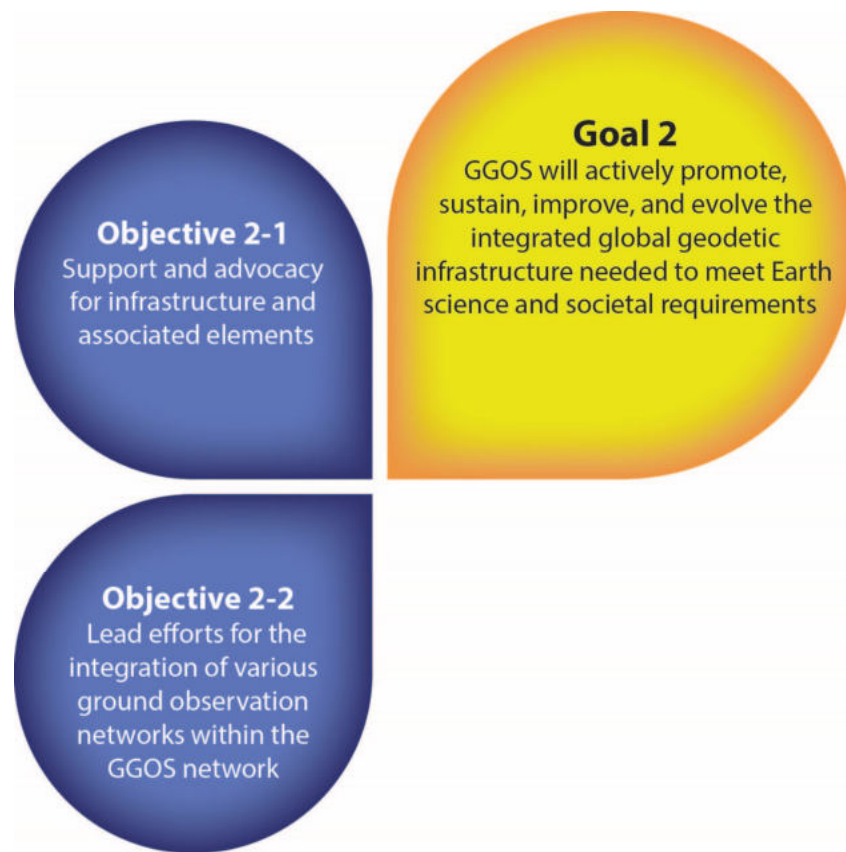 Goal 2
GGOS will actively promote,
sustain, improve, and evolve the
integrated global geodetic
infrastructure needed to meet Earth
science and societal requirements
Objective 2-1
Support and advocacy
for infrastructure and
associated elements
Objective 2-2
Lead efforts for the
integration of various
ground observation
networks within the
GGOS network